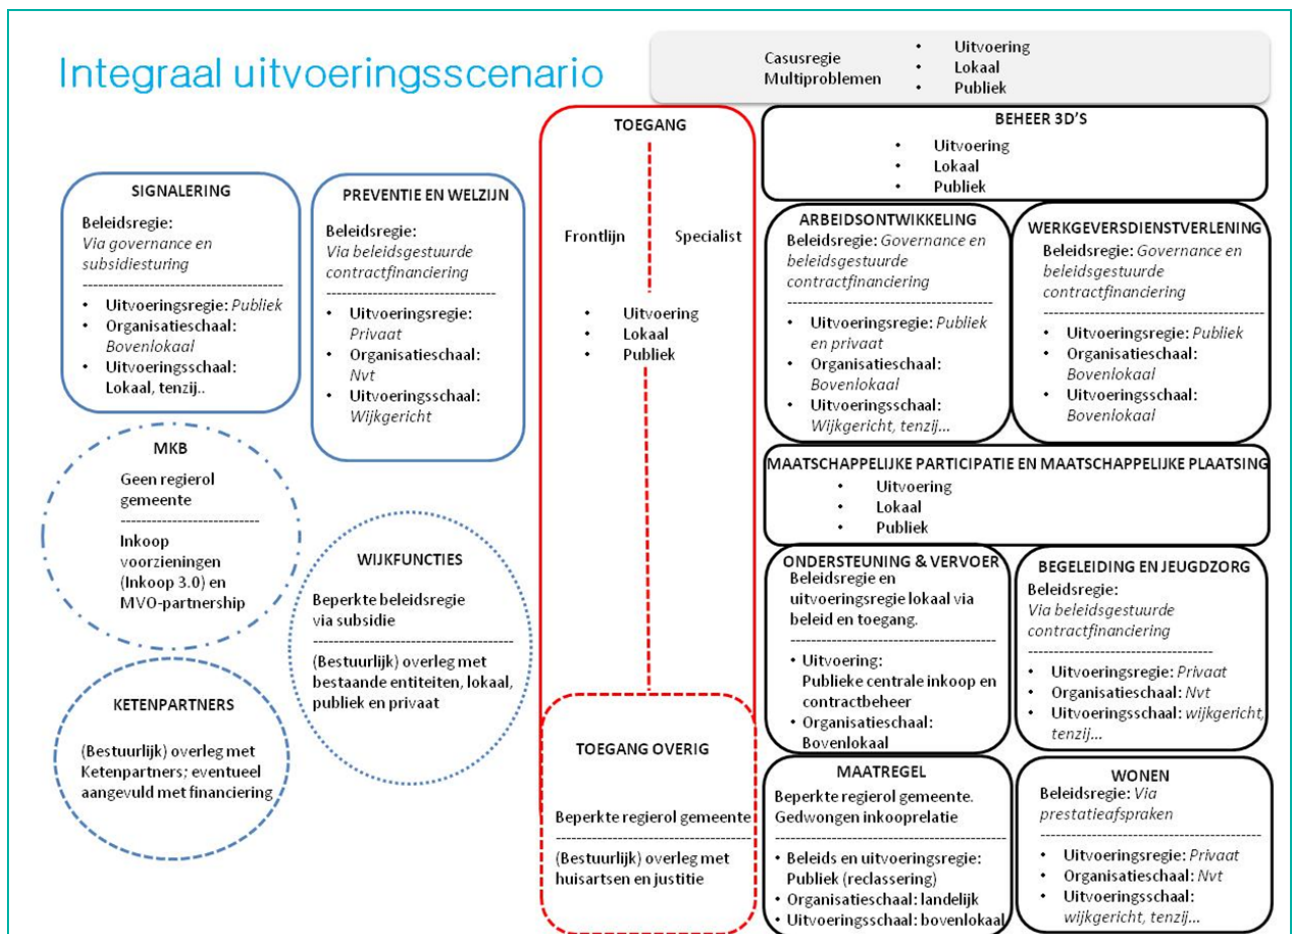 Integraal uitvoeringsscenario
Casusregie
Multiproblemen
• Uitvoering
• Lokaal
• Publiek
SIGNALERING
Beleidsregie:
Via governance en
subsidiesturing
----------------------------------------
• Uitvoeringsregie: Publiek
• Organisatieschaal:
Bovenlokaal
• Uitvoeringsschaal:
Lokaal, tenzij..
PREVENTIE EN WELZIJN
Beleidsregie:
Via beleidsgestuurde
contractfinanciering
----------------------------------
• Uitvoeringsregie:
Privaat
• Organisatieschaal:
Nvt
• Uitvoeringsschaal:
Wijkgericht
MKB
Geen regierol
gemeente
----------------------------
Inkoop
voorzieningen
(Inkoop 3.0) en
MVO-partnership
WIJKFUNCTIES
Beperkte beleidsregie
via subsidie
----------------------------------------
(Bestuurlijk) overleg met
bestaande entiteiten, lokaal,
publiek en privaat
KETENPARTNERS
(Bestuurlijk) overleg met
Ketenpartners; eventueel
aangevuld met financiering
TOEGANG
Frontlijn Specialist
• Uitvoering
• Lokaal
• Publiek
TOEGANG OVERIG
Beperkte regierol gemeente
----------------------------------------
(Bestuurlijk) overleg met
huisartsen en justitie
BEHEER 3D'S
• Uitvoering
• Lokaal
• Publiek
ARBEIDSONTWIKKELING
Beleidsregie: Governance en
beleidsgestuurde
contractfinanciering
----------------------------------------
• Uitvoeringsregie: Publiek
en privaat
• Organisatieschaal:
Bovenlokaal
• Uitvoeringsschaal:
Wijkgericht, tenzij...
WERKGEVERSDIENSTVERLENING
Beleidsregie: Governance en
beleidsgestuurde
contractfinanciering
----------------------------------------
• Uitvoeringsregie: Publiek
• Organisatieschaal:
Bovenlokaal
• Uitvoeringsschaal:
Bovenlokaal
MAATSCHAPPELIJKE PARTICIPATIE EN MAATSCHAPPELIJKE PLAATSING
• Uitvoering
• Lokaal
• Publiek
ONDERSTEUNING & VERVOER
Beleidsregie en
uitvoeringsregie lokaal via
beleid en toegang.
----------------------------------------
• Uitvoering:
Publieke centrale inkoop en
contractbeheer
• Organisatieschaal:
Bovenlokaal
BEGELEIDING EN JEUGDZORG
Beleidsregie:
Via beleidsgestuurde
contractfinanciering
----------------------------------------
• Uitvoeringsregie: Privaat
• Organisatieschaal: Nvt
• Uitvoeringsschaal: wijkgericht,
tenzij...
MAATREGEL
Beperkte regierol gemeente.
Gedwongen inkooprelatie
----------------------------------------
• Beleids en uitvoeringsregie:
Publiek (reclassering)
• Organisatieschaal: landelijk
• Uitvoeringsschaal: bovenlokaal
WONEN
Beleidsregie: Via
prestatieafspraken
----------------------------------------
• Uitvoeringsregie: Privaat
• Organisatieschaal: Nvt
• Uitvoeringsschaal:
wijkgericht, tenzij...